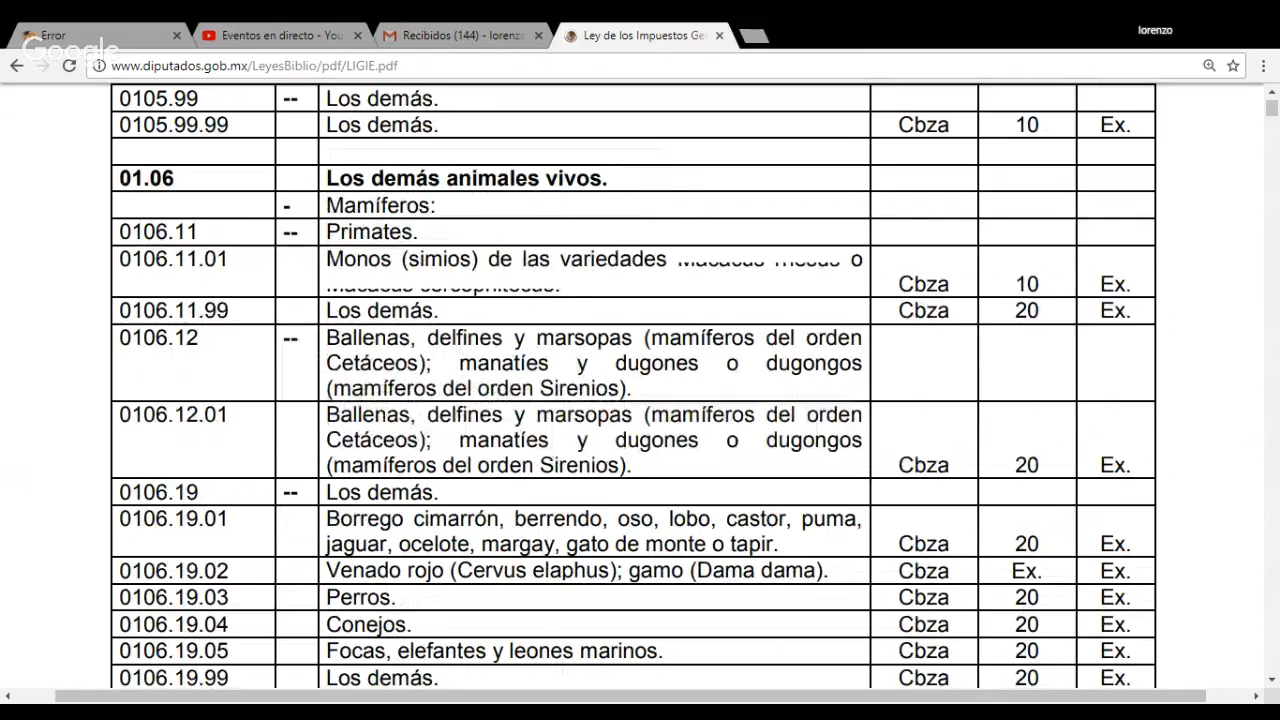 Error
Eventos en directo - You
Recibidos (144) - lorenzo
Ley de los Impuestos Ge
lorenzo
Google
www.diputados.gob.mx/LeyesBiblio/pdf/LIGIE.pdf
0105.99 -- Los demás.
0105.99.99 Los demás. Cbza 10 Ex.
01.06 Los demás animales vivos.
- Mamíferos:
0106.11 -- Primates.
0106.11.01 Monos (simios) de las variedades o
Cbza 10 Ex.
0106.11.99 Los demás. Cbza 20 Ex.
0106.12 -- Ballenas, delfines y marsopas (mamíferos del orden
Cetáceos); manatíes y dugones o dugongos
(mamíferos del orden Sirenios).
0106.12.01 Ballenas, delfines y marsopas (mamíferos del orden
Cetáceos); manatíes y dugones o dugongos
(mamíferos del orden Sirenios). Cbza 20 Ex.
0106.19 -- Los demás.
0106.19.01 Borrego cimarrón, berrendo, oso, lobo, castor, puma,
jaguar, ocelote, margay, gato de monte o tapir. Cbza 20 Ex.
0106.19.02 Venado rojo (Cervus elaphus); gamo (Dama dama). Cbza Ex. Ex.
0106.19.03 Perros. Cbza 20 Ex.
0106.19.04 Conejos. Cbza 20 Ex.
0106.19.05 Focas, elefantes y leones marinos. Cbza 20 Ex.
0106.19.99 Los demás. Cbza 20 Ex.